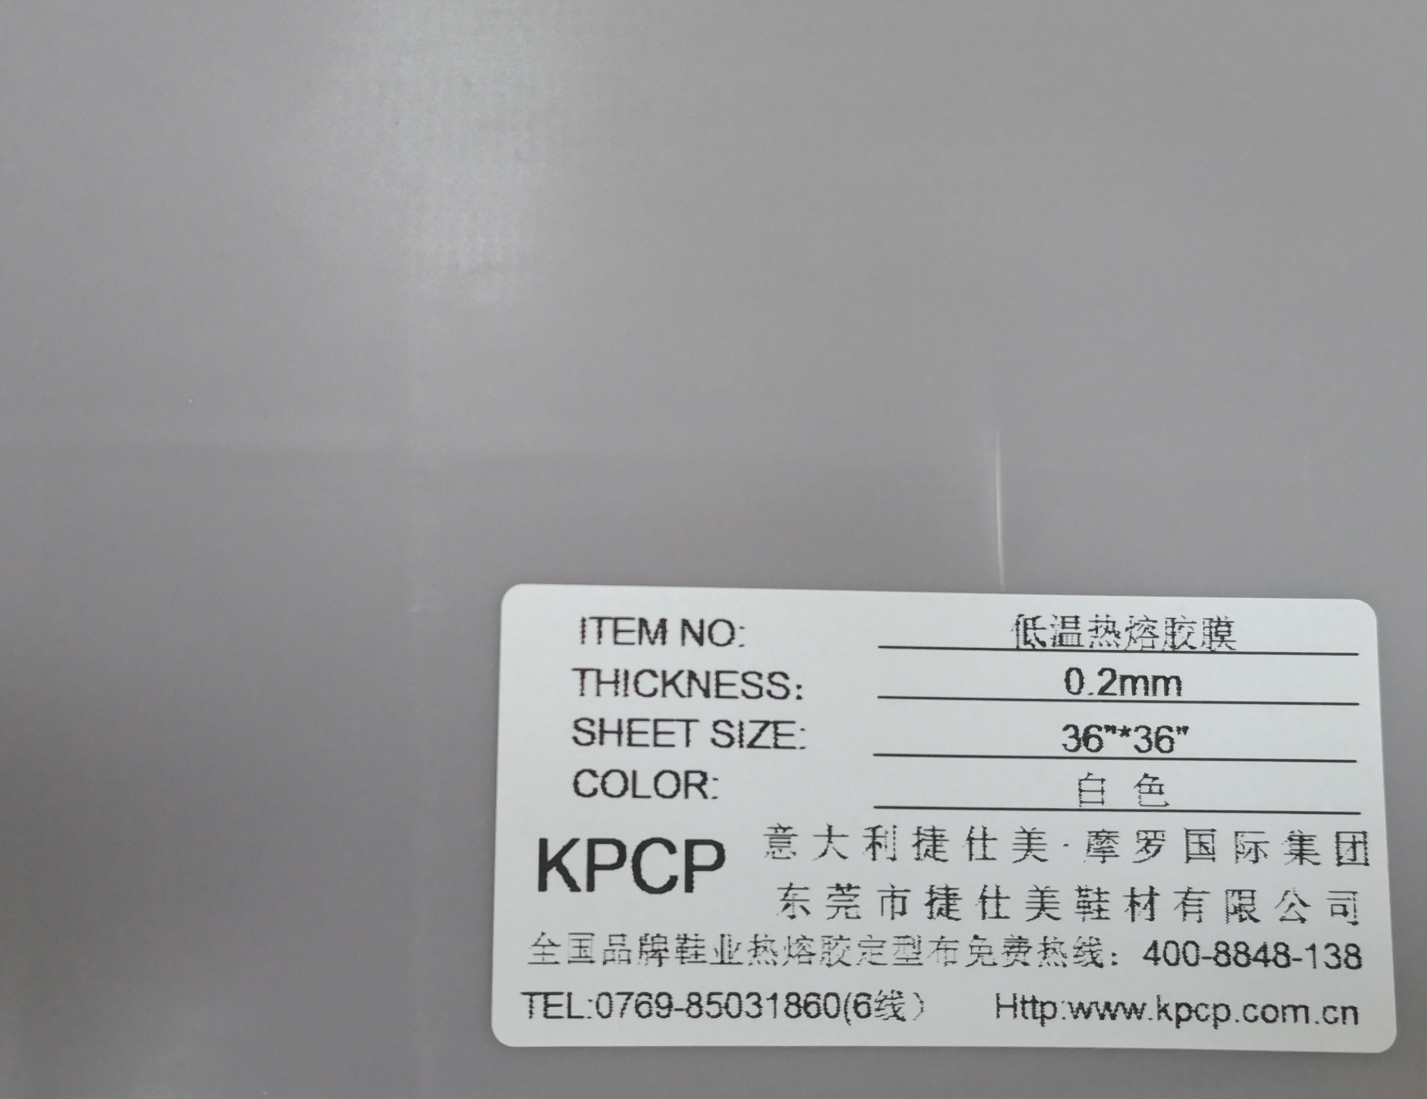 ITEM NO: 低温热熔胶膜
THICKNESS: 0.2mm
SHEET SIZE: 36"*36"
COLOR: 白 色
KPCP 意大利捷仕美·摩罗国际集团
东莞市捷仕美鞋材有限公司
全国品牌鞋业热熔胶定型布免费热线：400-8848-138
TEL:0769-85031860(6线） Http:www.kpcp.com.cn